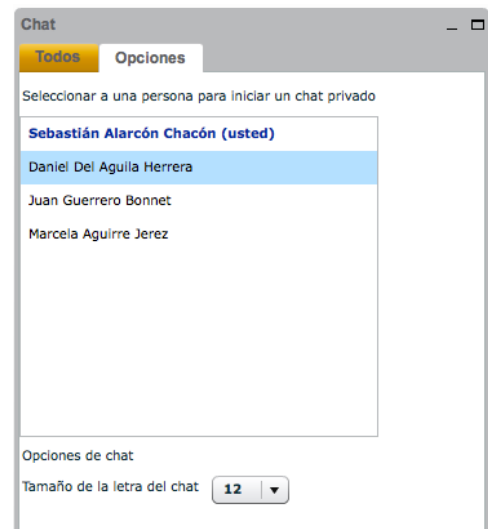 Chat
Todos Opciones
Seleccionar a una persona para iniciar un chat privado
Sebastián Alarcón Chacón (usted)
Daniel Del Aguila Herrera
Juan Guerrero Bonnet
Marcela Aguirre Jerez
Opciones de chat
Tamaño de la letra del chat 12